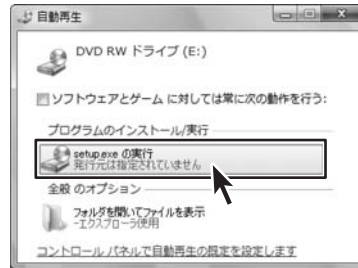 自動再生
DVD RW ドライブ (E:)
ソフトウェアとゲーム に対しては常に次の動作を行う:
プログラムのインストール/実行
setup.exe の実行
発行元は指定されていません
全般 のオプション
フォルダを開いてファイルを表示
-エクスプローラ使用
コントロール パネルで自動再生の既定を設定します